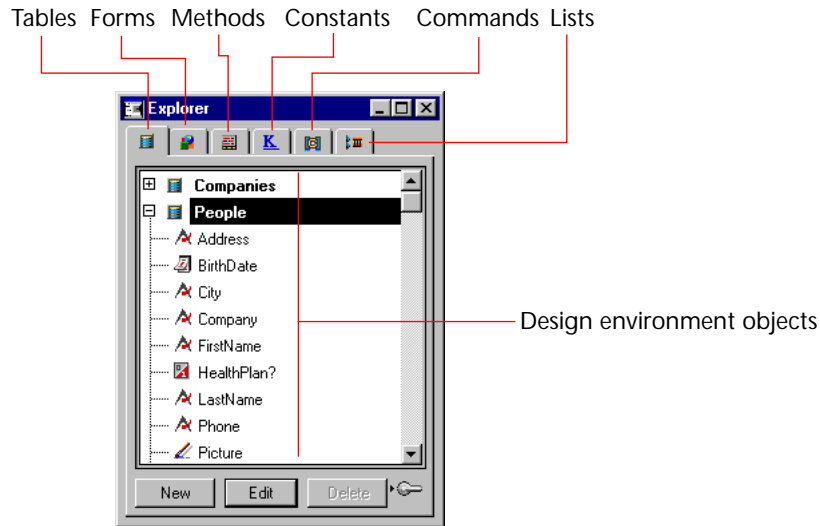 Tables Forms Methods Constants Commands Lists
Explorer
K
Companies
People
Address
BirthDate
City
Company
Design environment objects
FirstName
HealthPlan?
LastName
Phone
Picture
New Edit Delete